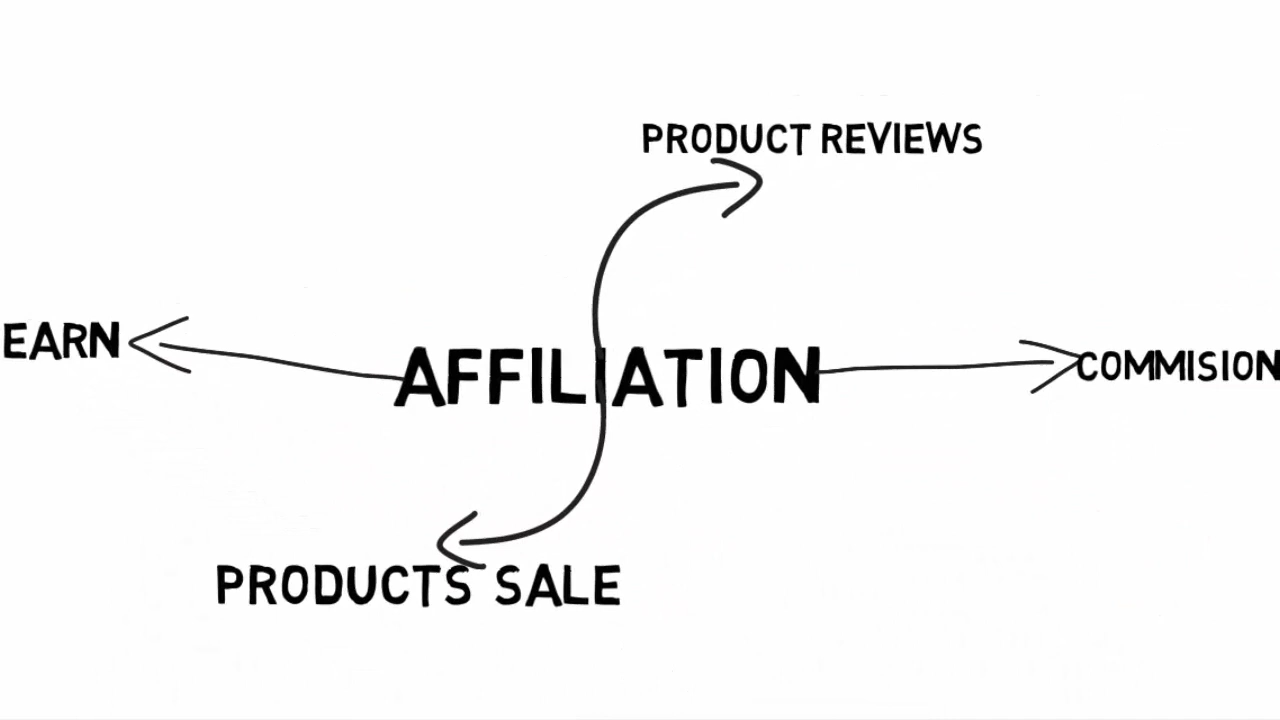 PRODUCT REVIEWS
EARN
AFFILIATION
COMMISION
PRODUCTS SALE